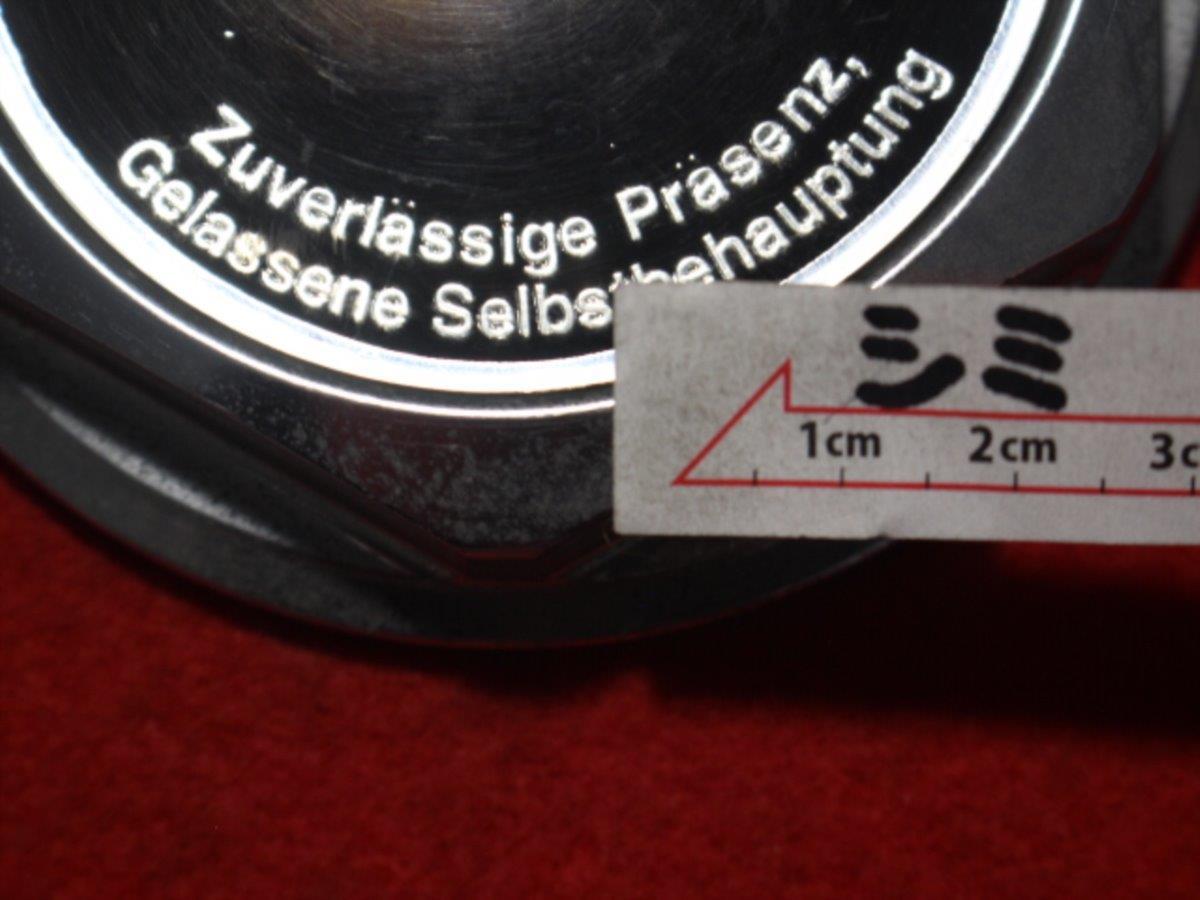 Zuverlässige Präsenz,
Gelassene Selbstbehauptung
シミ
1cm 2cm